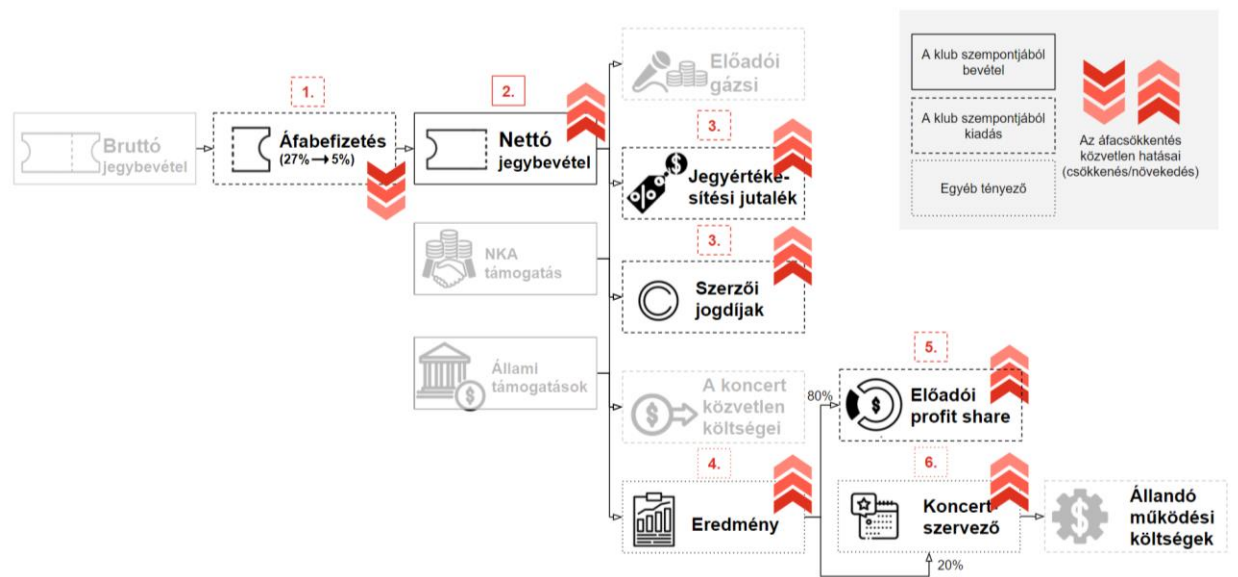 Bruttó
jegybevétel
1.
Áfabefizetés
(27%→5%)
2.
Nettó
jegybevétel
NKA
támogatás
Állami
támogatások
Előadói
gázsi
3.
Jegyértéke-
sítési jutalék
3.
Szerzői
jogdíjak
A koncert
közvetlen
költségei
4.
Eredmény
80%
5.
Előadói
profit share
6.
Koncert-
szervező
20%
Állandó
működési
költségek
A klub szempontjából
bevétel
A klub szempontjából
kiadás
Egyéb tényező
Az áfacsökkentés
közvetlen hatásai
(csökkenés/növekedés)